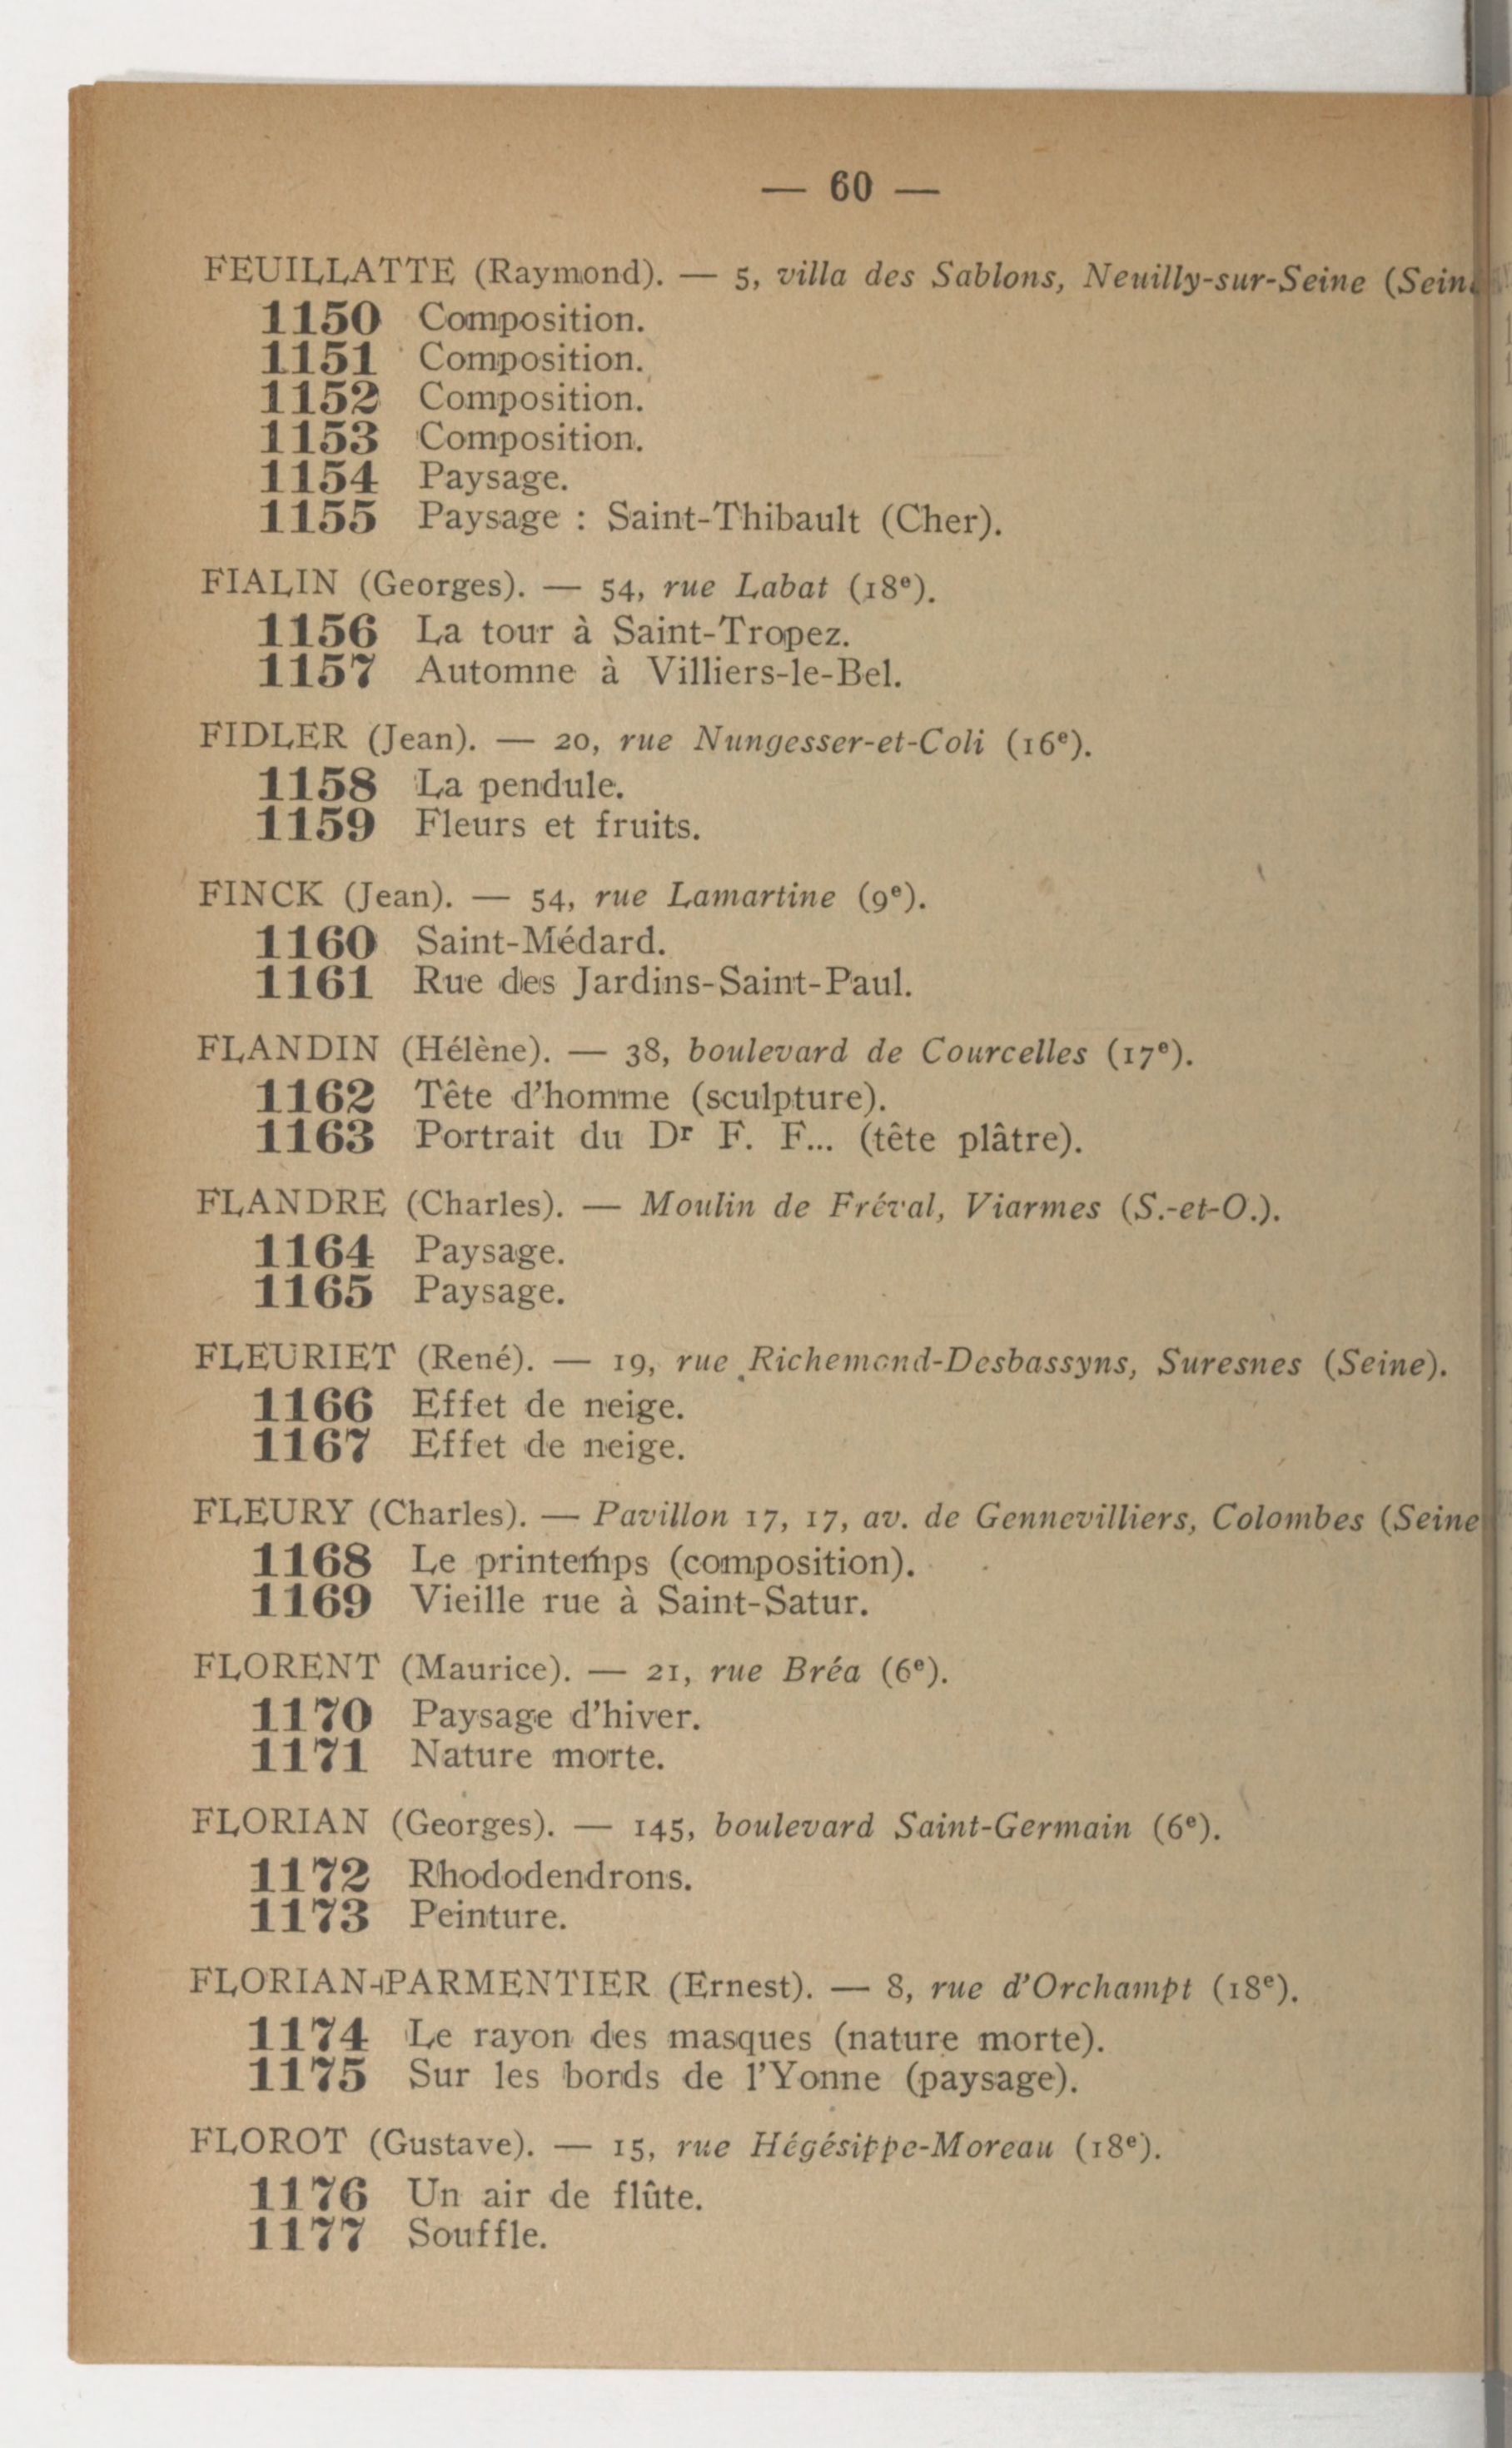 — 60 —
FEUILLATTE (Raymond). — 5, villa des Sablons, Neuilly-sur-Seine (Sein
1150 Composition.
1151 Composition.
1152 Composition.
1153 Composition.
1154 Paysage.
1155 Paysage : Saint-Thibault (Cher).
FIALIN (Georges). — 54, rue Labat (18e).
1156 La tour à Saint-Tropez.
1157 Automne à Villiers-le-Bel.
FIDLER (Jean). — 20, rue Nungesser-et-Coli (16e).
1158 La pendule.
1159 Fleurs et fruits.
FINCK (Jean). — 54, rue Lamartine (9e).
1160 Saint-Médard.
1161 Rue des Jardins-Saint-Paul.
FLANDIN (Hélène). — 38, boulevard de Courcelles (17e).
1162 Tête d'homme (sculpture).
1163 Portrait du Dr F. F... (tête plâtre).
FLANDRE (Charles). — Moulin de Fréval, Viarmes (S.-et-O.).
1164 Paysage.
1165 Paysage.
FLEURIET (René). — 19, rue Richemond-Desbassyns, Suresnes (Seine).
1166 Effet de neige.
1167 Effet de neige.
FLEURY (Charles). — Pavillon 17, 17, av. de Gennevilliers, Colombes (Seine
1168 Le printemps (composition).
1169 Vieille rue à Saint-Satur.
FLORENT (Maurice). — 21, rue Bréa (6e).
1170 Paysage d'hiver.
1171 Nature morte.
FLORIAN (Georges). — 145, boulevard Saint-Germain (6e).
1172 Rhododendrons.
1173 Peinture.
FLORIAN-PARMENTIER (Ernest). — 8, rue d'Orchampt (18e).
1174 Le rayon des masques (nature morte).
1175 Sur les bords de l'Yonne (paysage).
FLOROT (Gustave). — 15, rue Hégésippe-Moreau (18e).
1176 Un air de flûte.
1177 Souffle.